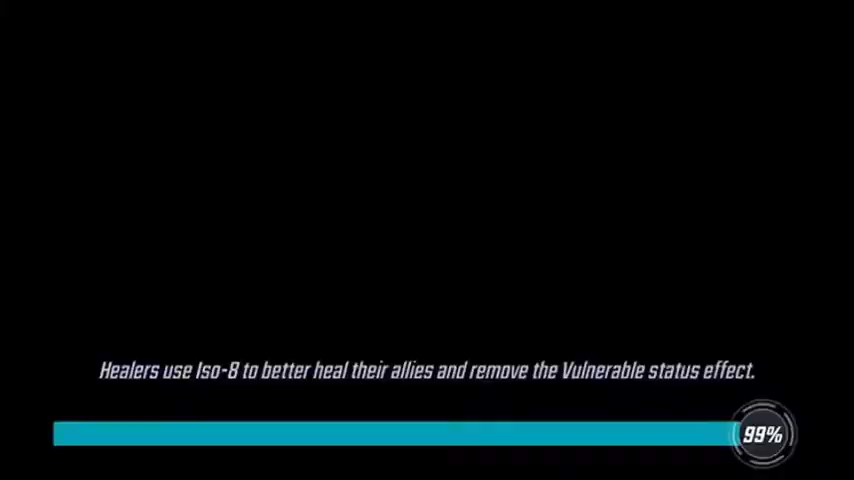 Healers use Iso-8 to better heal their allies and remove the Vulnerable status effect.
99%